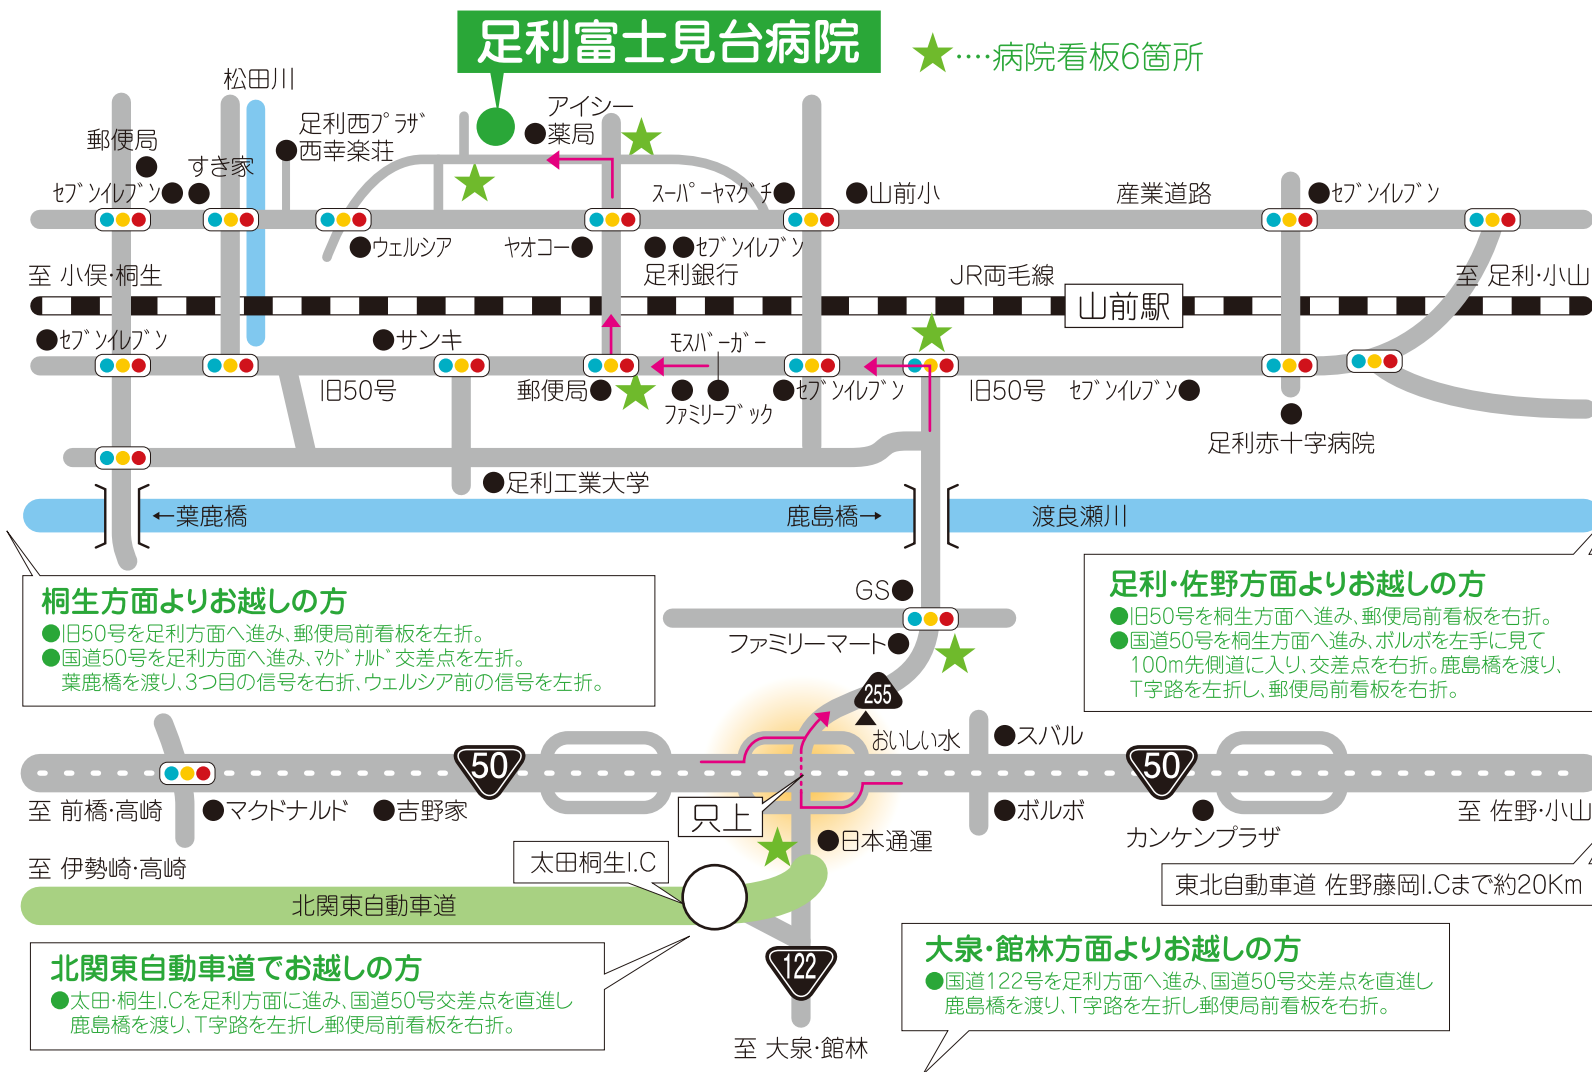 足利富士見台病院
★‥‥病院看板6箇所
松田川
郵便局
すき家
セブンイレブン
足利西プラザ
西幸楽荘
アイシー
薬局
スーパーヤマグチ
山前小
産業道路
セブンイレブン
ウェルシア
ヤオコー
セブンイレブン
足利銀行
至 小俣・桐生
JR両毛線
至 足利・小山
山前駅
セブンイレブン
サンキ
モスバーガー
旧50号
郵便局
ファミリーブック
セブンイレブン
旧50号
セブンイレブン
足利赤十字病院
足利工業大学
←葉鹿橋
鹿島橋→
渡良瀬川
桐生方面よりお越しの方
●旧50号を足利方面へ進み、郵便局前看板を左折。
●国道50号を足利方面へ進み、マクドナルド交差点を左折。
葉鹿橋を渡り、3つ目の信号を右折、ウェルシア前の信号を左折。
足利・佐野方面よりお越しの方
●旧50号を桐生方面へ進み、郵便局前看板を右折。
●国道50号を桐生方面へ進み、ボルボを左手に見て
100m先側道に入り、交差点を右折。鹿島橋を渡り、
T字路を左折し、郵便局前看板を右折。
GS
ファミリーマート
255
おいしい水
スバル
50
50
至 前橋・高崎
マクドナルド
吉野家
只上
ボルボ
カンケンプラザ
至 佐野・小山
日本通運
至 伊勢崎・高崎
太田桐生I.C
東北自動車道 佐野藤岡I.Cまで約20Km
北関東自動車道
122
北関東自動車道でお越しの方
●太田・桐生I.Cを足利方面に進み、国道50号交差点を直進し
鹿島橋を渡り、T字路を左折し郵便局前看板を右折。
大泉・館林方面よりお越しの方
●国道122号を足利方面へ進み、国道50号交差点を直進し
鹿島橋を渡り、T字路を左折し郵便局前看板を右折。
至 大泉・館林